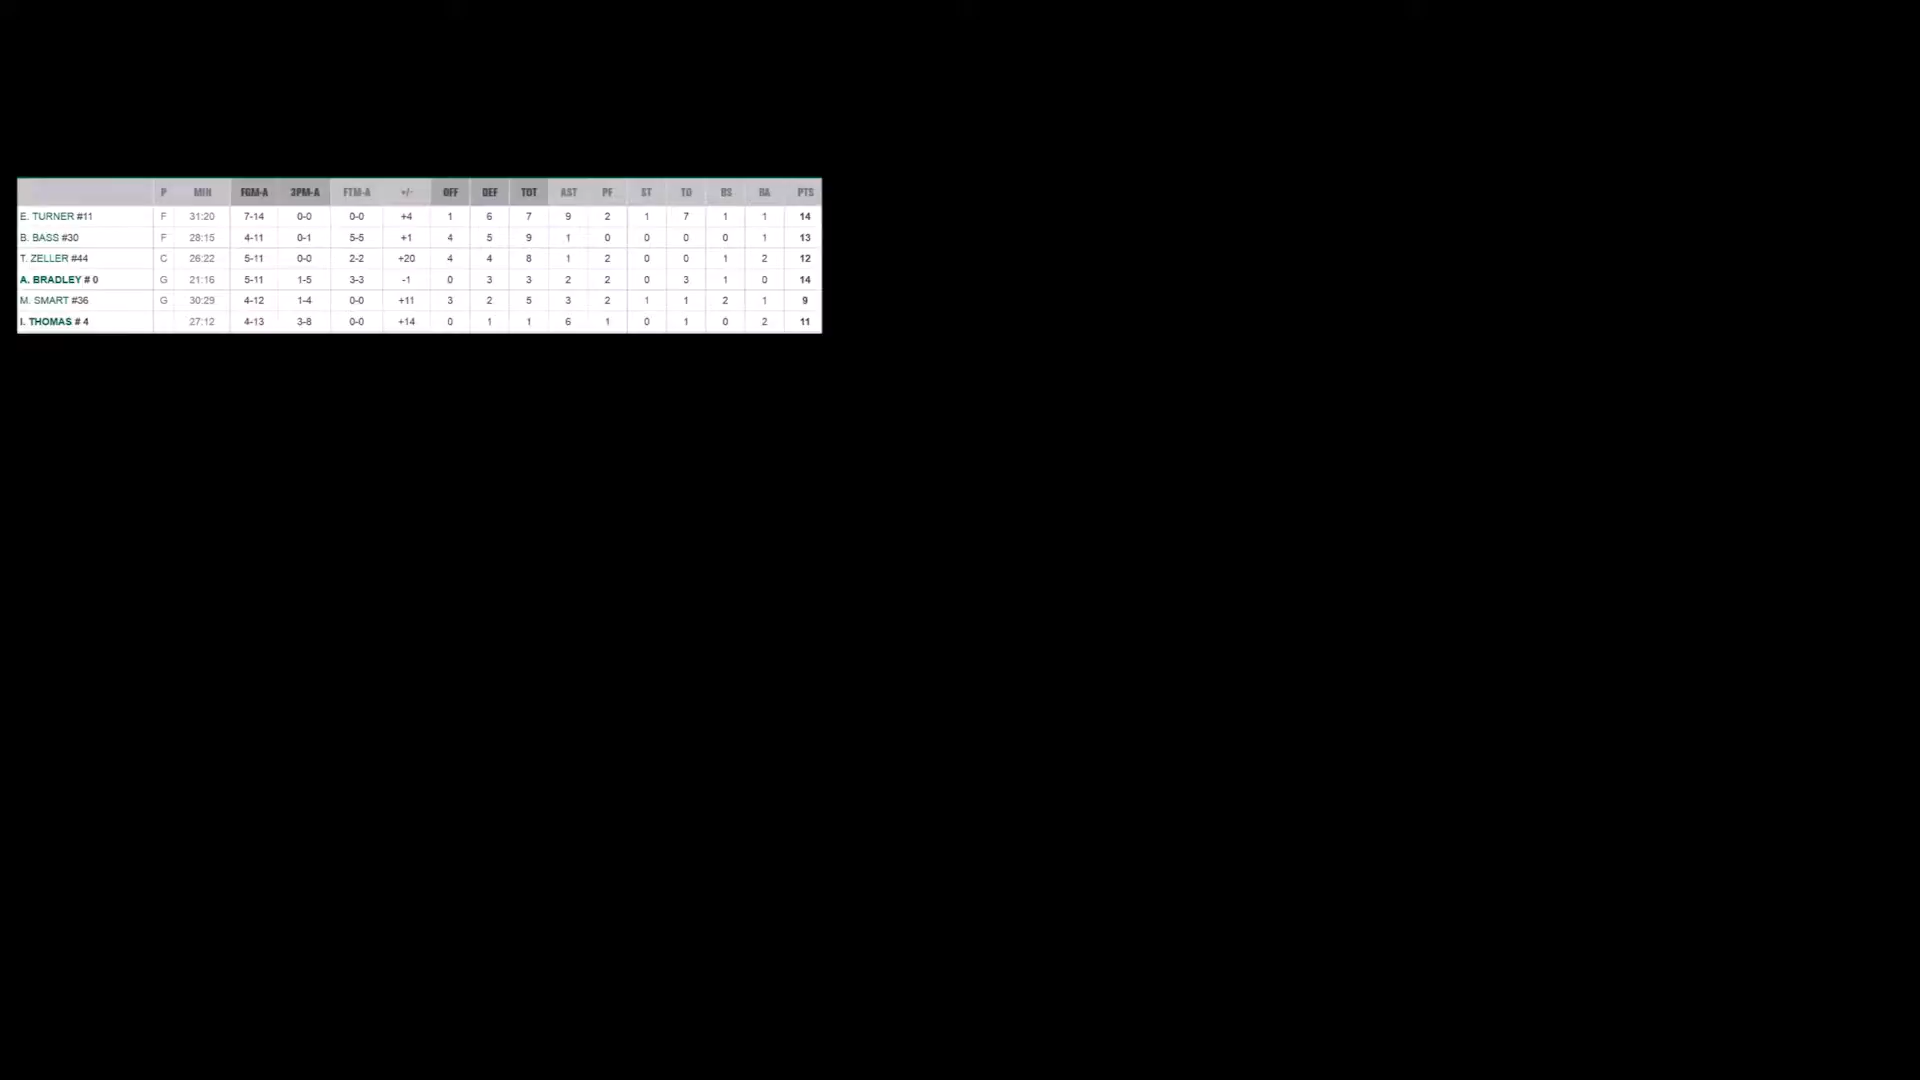 P MIN FGM-A 3PM-A FTM-A +/- OFF DEF TOT AST PF ST TO BS BA PTS
E. TURNER #11 F 31:20 7-14 0-0 0-0 +4 1 6 7 9 2 1 7 1 1 14
B. BASS #30 F 28:15 4-11 0-1 5-5 +1 4 5 9 1 0 0 0 0 1 13
T. ZELLER #44 C 26:22 5-11 0-0 2-2 +20 4 4 8 1 2 0 0 1 2 12
A. BRADLEY # 0 G 21:16 5-11 1-5 3-3 -1 0 3 3 2 2 0 3 1 0 14
M. SMART #36 G 30:29 4-12 1-4 0-0 +11 3 2 5 3 2 1 1 2 1 9
I. THOMAS # 4 27:12 4-13 3-8 0-0 +14 0 1 1 6 1 0 1 0 2 11